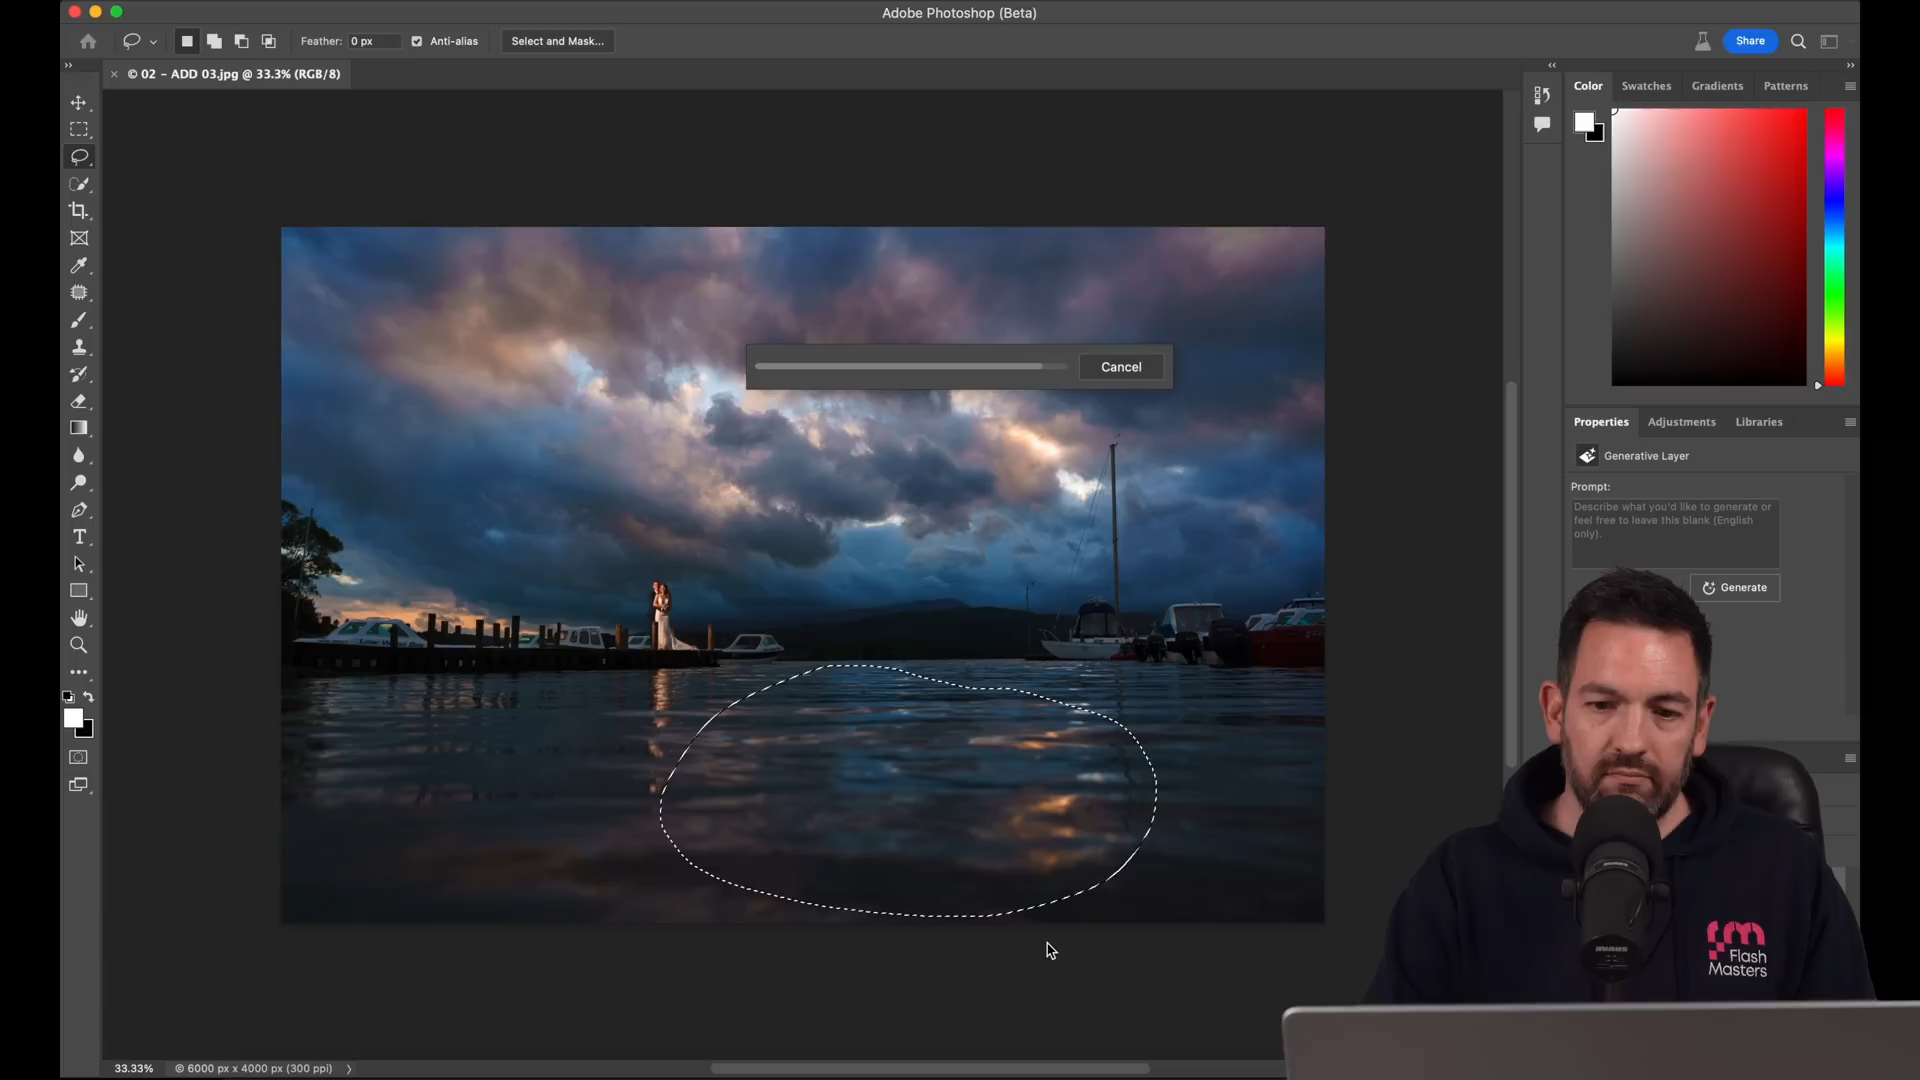 Adobe Photoshop (Beta)
Feather: 0 px Anti-alias Select and Mask... Share
× © 02 – ADD 03.jpg @ 33.3% (RGB/8)
Color Swatches Gradients Patterns
Cancel
Properties Adjustments Libraries
Generative Layer
Prompt:
Describe what you'd like to generate or
feel free to leave this blank (English
only).
Generate
Flash
Masters
33.33% © 6000 px x 4000 px (300 ppi)